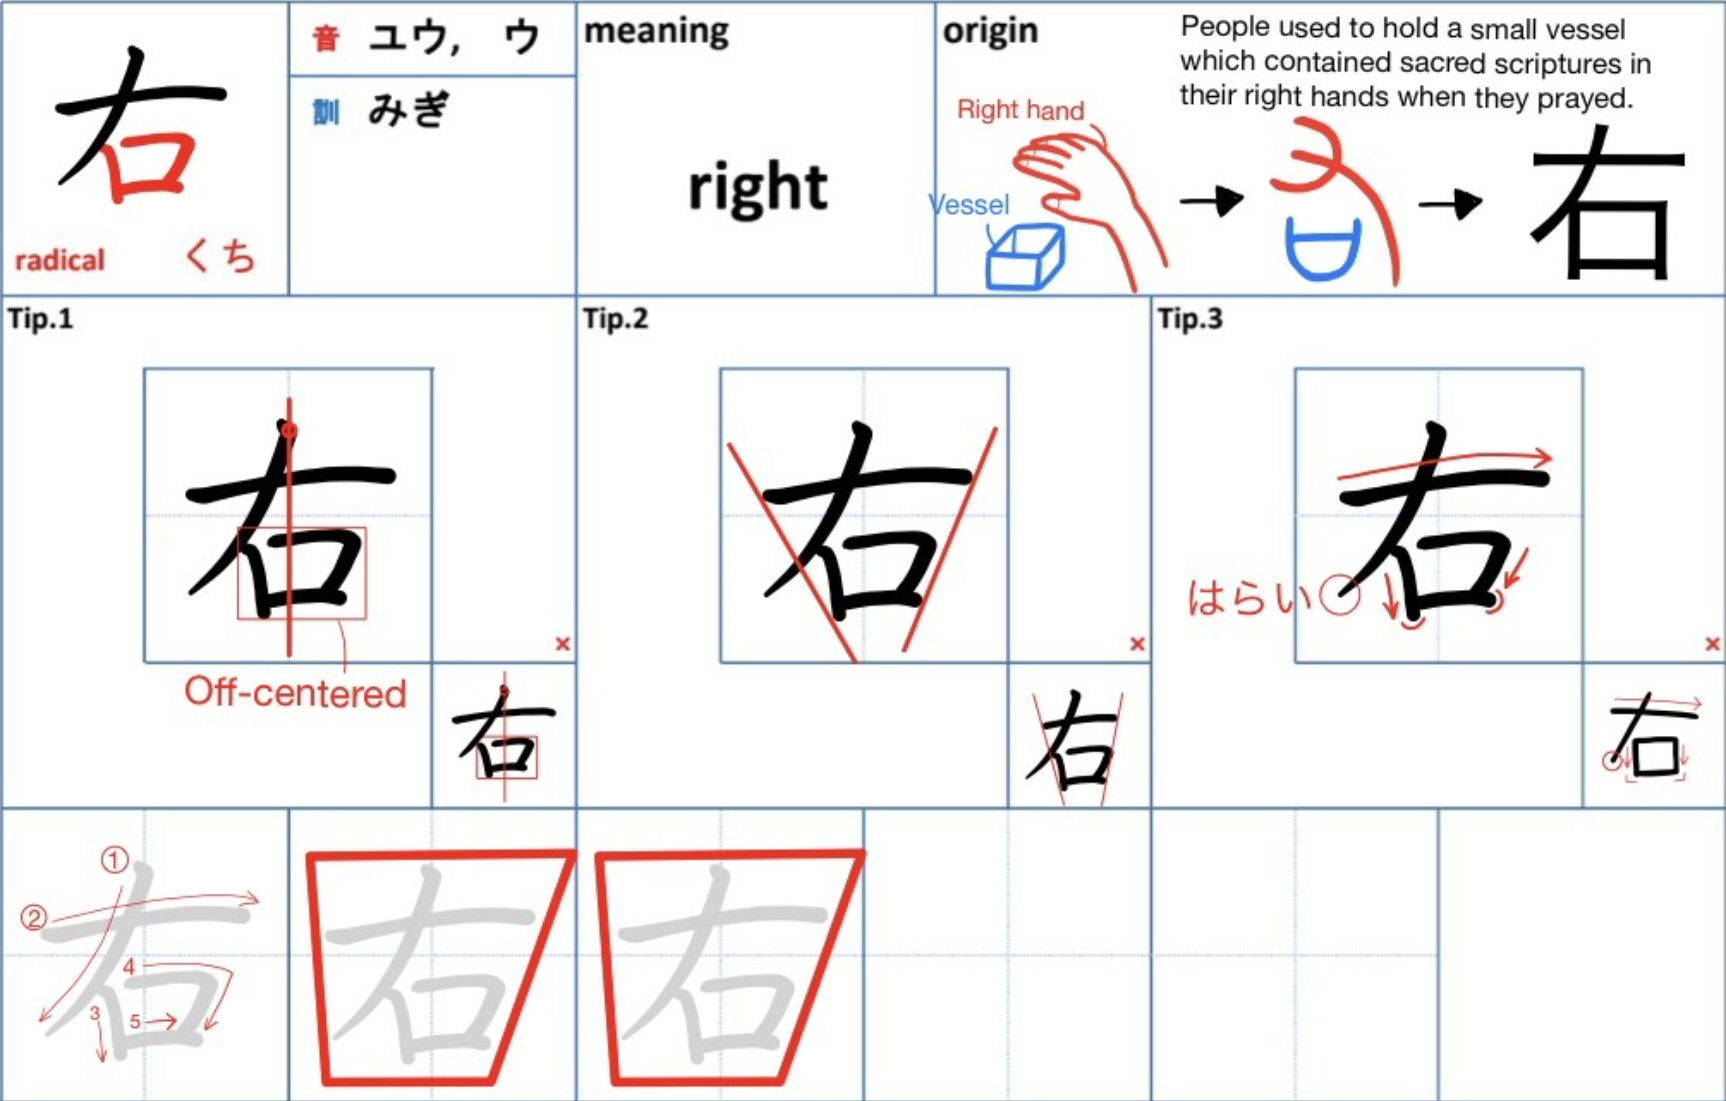 右
radical くち
音 ユウ, ウ
訓 みぎ
meaning
right
origin
People used to hold a small vessel
which contained sacred scriptures in
their right hands when they prayed.
Right hand
Vessel
右
Tip.1
右
Off-centered
×
右
Tip.2
右
×
右
Tip.3
右
はらい
×
右
①
②
3
4
5
右
右
右